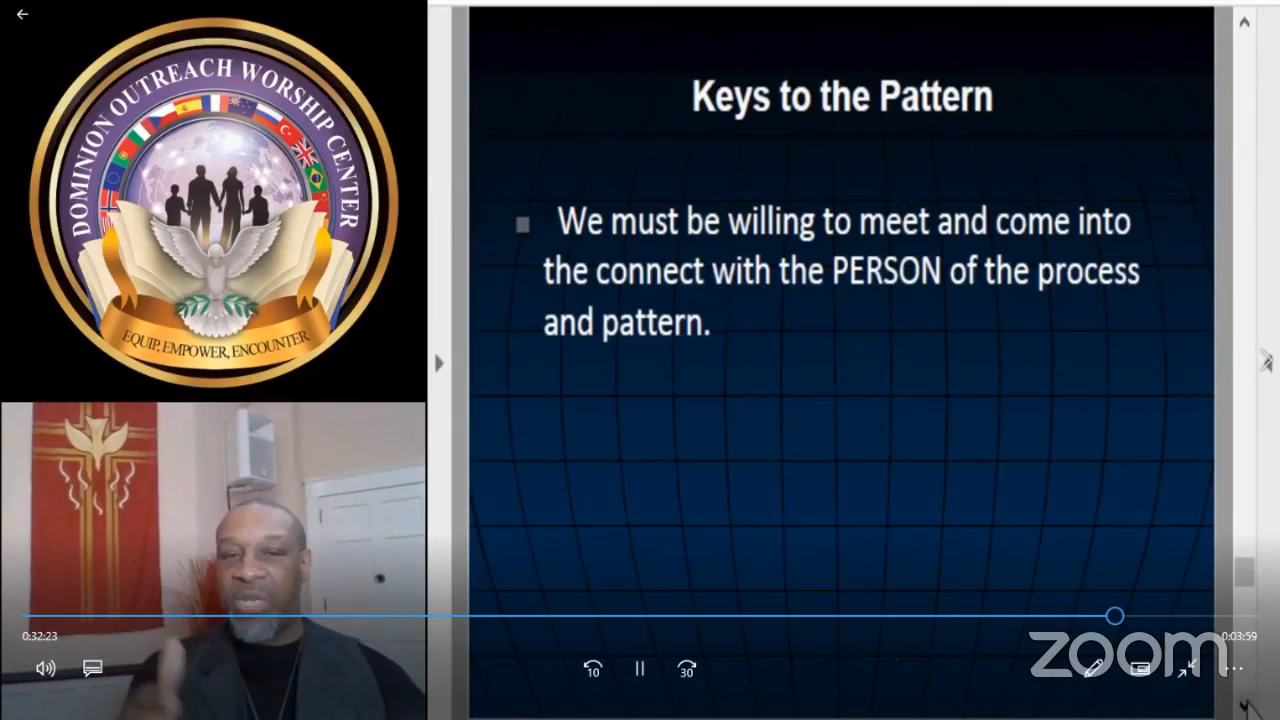 DOMINION OUTREACH WORSHIP CENTER
EQUIP, EMPOWER, ENCOUNTER
Keys to the Pattern
We must be willing to meet and come into
the connect with the PERSON of the process
and pattern.
0:32:23
0:03:59
10
30
zoom